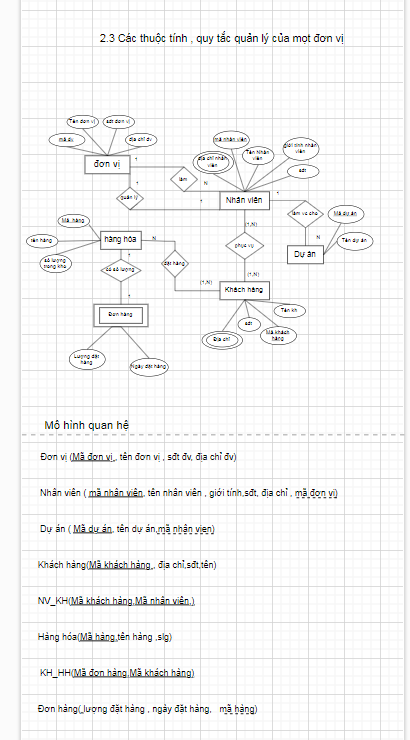 2.3 Các thuộc tính , quy tắc quản lý của mọt đơn vị
Tên đơn vị
sđt đơn vị
mã đv
địa chỉ đv
đơn vị
1
1
quản lý
1
làm
N
mã nhân viên
địa chỉ nhân viên
Tên Nhân viên
giới tính nhân viên
sđt
Nhân viên
1
làm vc cho
N
Mã dự án
Tên dự án
Dự án
(1,N)
phục vụ
(1,N)
Mã hàng
tên hàng
số lượng trong kho
hàng hóa
N
đặt hàng
(1,N)
1
có số lượng
1
Đơn hàng
Lượng đặt hàng
Ngày đặt hàng
Khách hàng
Tên kh
sđt
Mã khách hàng
Địa chỉ
Mô hình quan hệ
Đơn vị (Mã đơn vị , tên đơn vị , sđt đv, địa chỉ đv)
Nhân viên ( mã nhân viên, tên nhân viên , giới tính,sđt, địa chỉ , mã đơn vị)
Dự án ( Mã dự án, tên dự án,mã nhân viên)
Khách hàng(Mã khách hàng , địa chỉ,sđt,tên)
NV_KH(Mã khách hàng,Mã nhân viên,)
Hàng hóa(Mã hàng,tên hàng ,slg)
KH_HH(Mã đơn hàng,Mã khách hàng)
Đơn hàng( lượng đặt hàng , ngày đặt hàng, mã hàng)